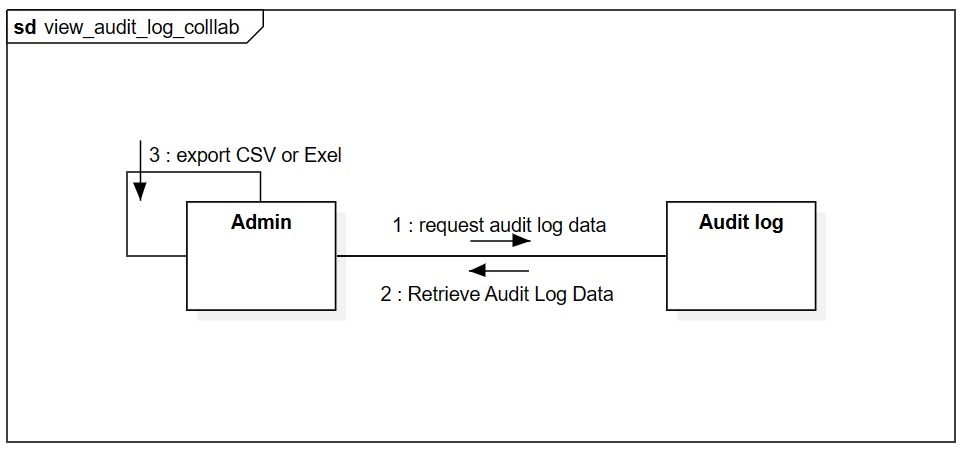 sd view_audit_log_colllab
3 : export CSV or Exel
Admin
1 : request audit log data
Audit log
2 : Retrieve Audit Log Data